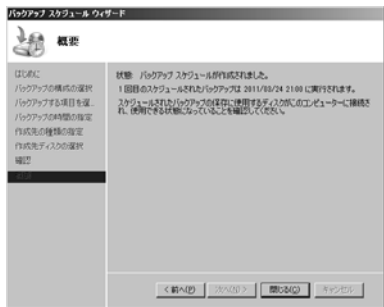 バックアップ スケジュール ウィザード
概要
はじめに
バックアップの構成の選択
バックアップする項目を選...
バックアップの時間の指定
作成先の種類の指定
作成先ディスクの選択
確認
概要
状態: バックアップ スケジュールが作成されました。
1 回目のスケジュールされたバックアップは 2011/03/24 21:00 に実行されます。
スケジュールされたバックアップの保存に使用するディスクがこのコンピューターに接続さ
れ、使用できる状態になっていることを確認してください。
< 前へ(P)
次へ(N) >
閉じる(C)
キャンセル